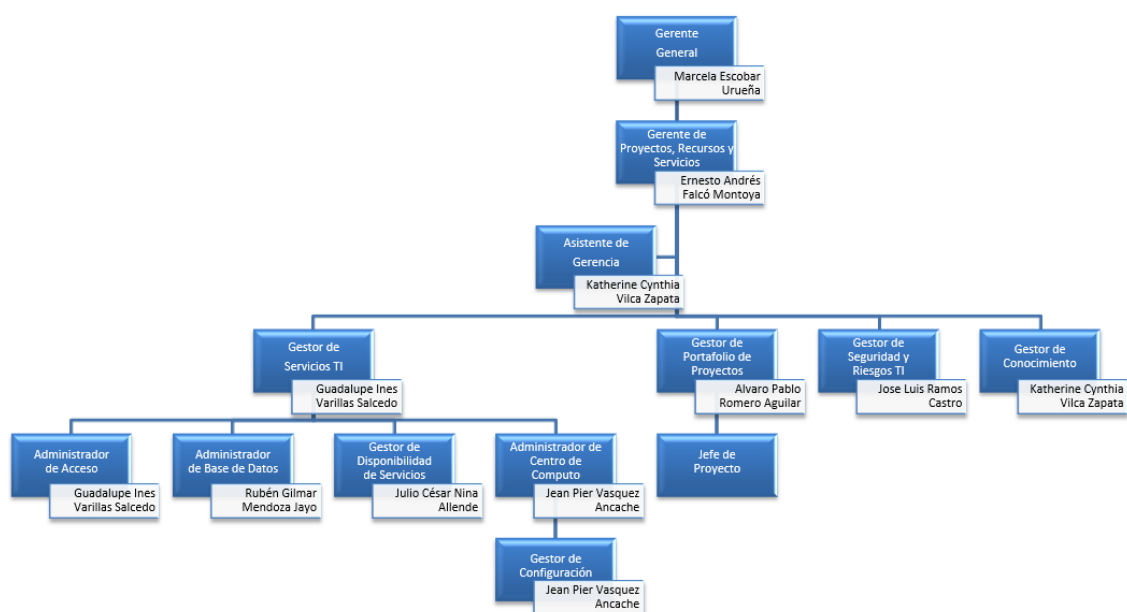 Gerente
General
Marcela Escobar
Urueña
Gerente de
Proyectos, Recursos y
Servicios
Ernesto Andrés
Falcó Montoya
Asistente de
Gerencia
Katherine Cynthia
Vilca Zapata
Gestor de
Servicios TI
Guadalupe Ines
Varillas Salcedo
Gestor de
Portafolio de
Proyectos
Alvaro Pablo
Romero Aguilar
Gestor de
Seguridad y
Riesgos TI
Jose Luis Ramos
Castro
Gestor de
Conocimiento
Katherine Cynthia
Vilca Zapata
Administrador
de Acceso
Guadalupe Ines
Varillas Salcedo
Administrador
de Base de Datos
Rubén Gilmar
Mendoza Jayo
Gestor de
Disponibilidad
de Servicios
Julio César Nina
Allende
Administrador de
Centro de
Computo
Jean Pier Vasquez
Ancache
Jefe de
Proyecto
Gestor de
Configuración
Jean Pier Vasquez
Ancache